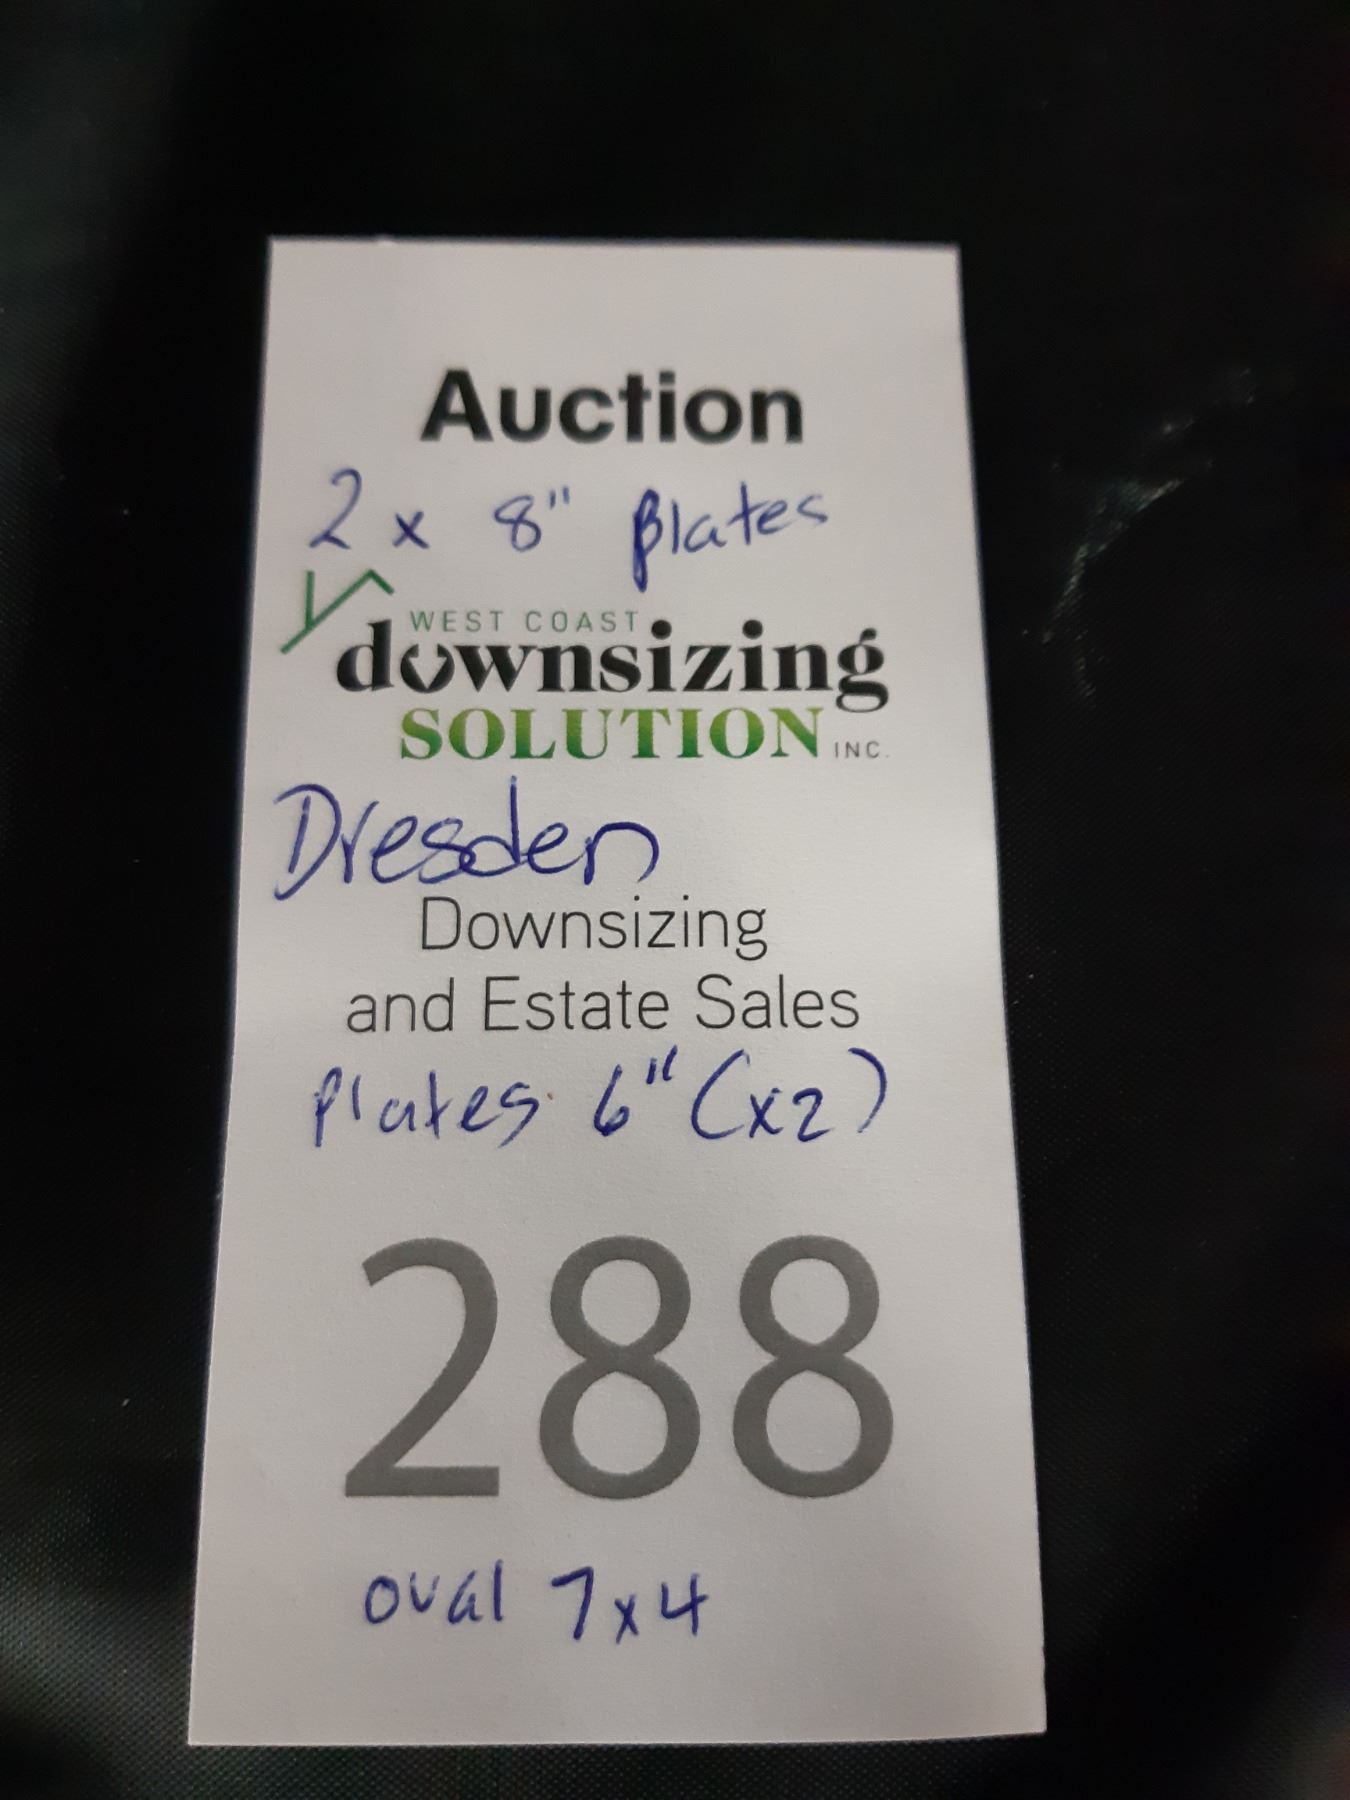 Auction
2 x 8" plates
WEST COAST
downsizing
SOLUTION INC.
Dresden
Downsizing
and Estate Sales
plates 6" (x2)
288
oval 7x4